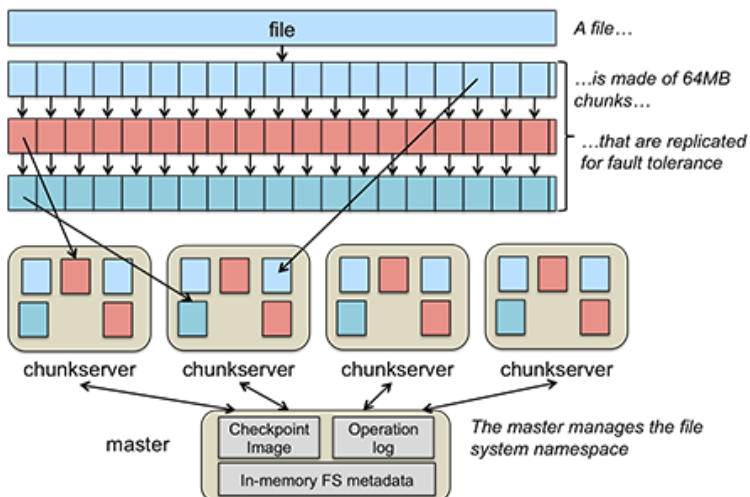 file
A file…
…is made of 64MB
chunks…
…that are replicated
for fault tolerance
chunkserver
chunkserver
chunkserver
chunkserver
master
Checkpoint
Image
Operation
log
In-memory FS metadata
The master manages the file
system namespace